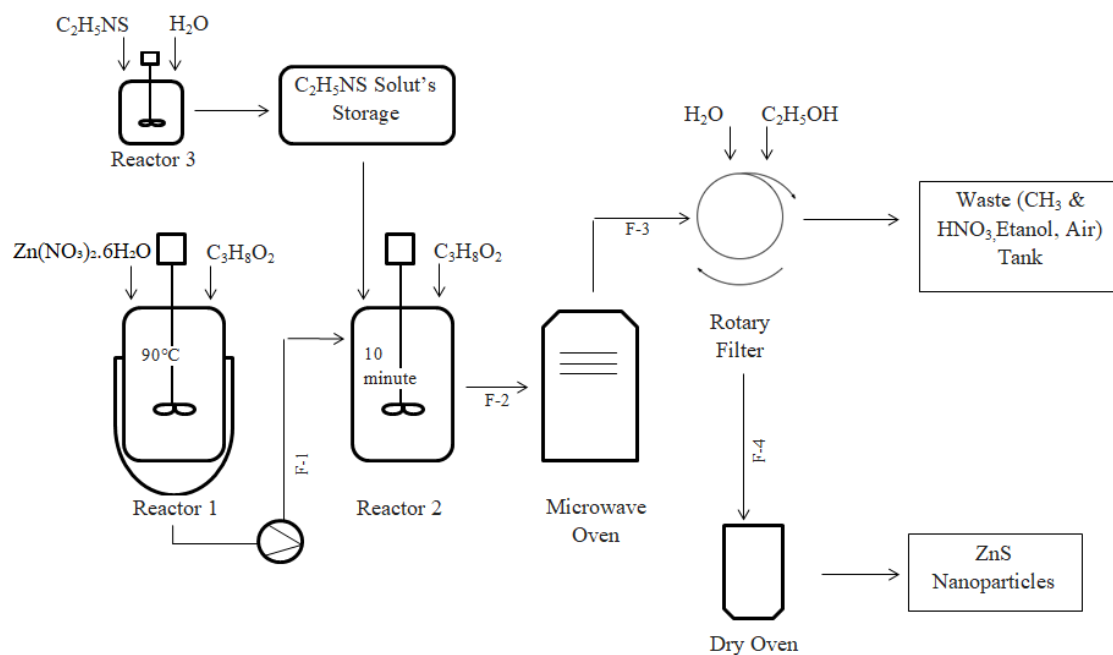 C₂H₅NS H₂O
C₂H₅NS Solut's
Storage
Reactor 3
H₂O C₂H₅OH
Waste (CH₃ &
HNO₃,Etanol, Air)
Tank
F-3
Zn(NO₃)₂.6H₂O C₃H₈O₂
C₃H₈O₂
90°C
10
minute
F-2
F-1
Rotary
Filter
F-4
Reactor 1
Reactor 2
Microwave
Oven
ZnS
Nanoparticles
Dry Oven